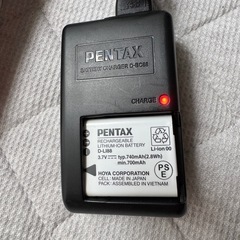 PENTAX
BATTERY CHARGER D-BC88
CHARGE
PENTAX
RECHARGEABLE
LITHIUM-ION BATTERY
D-LI88
Li-ion 00
3.7V typ.740mAh(2.8Wh)
min.700mAh
HOYA CORPORATION
CELL MADE IN JAPAN
PACK : ASSEMBLED IN VIETNAM
PS
E